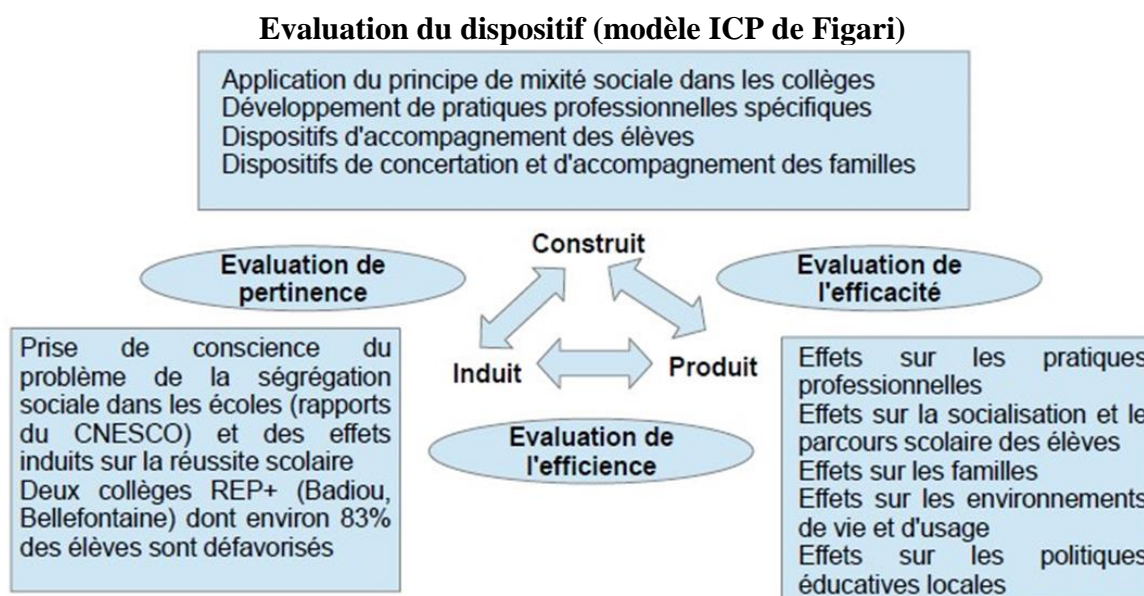 Evaluation du dispositif (modèle ICP de Figari)
Application du principe de mixité sociale dans les collèges
Développement de pratiques professionnelles spécifiques
Dispositifs d'accompagnement des élèves
Dispositifs de concertation et d'accompagnement des familles
Construit
Evaluation de
pertinence
Evaluation de
l'efficacité
Prise de conscience du
problème de la ségrégation
sociale dans les écoles (rapports
du CNESCO) et des effets
induits sur la réussite scolaire
Deux collèges REP+ (Badiou,
Bellefontaine) dont environ 83%
des élèves sont défavorisés
Induit
Produit
Evaluation de
l'efficience
Effets sur les pratiques
professionnelles
Effets sur la socialisation et le
parcours scolaire des élèves
Effets sur les familles
Effets sur les environnements
de vie et d'usage
Effets sur les politiques
éducatives locales